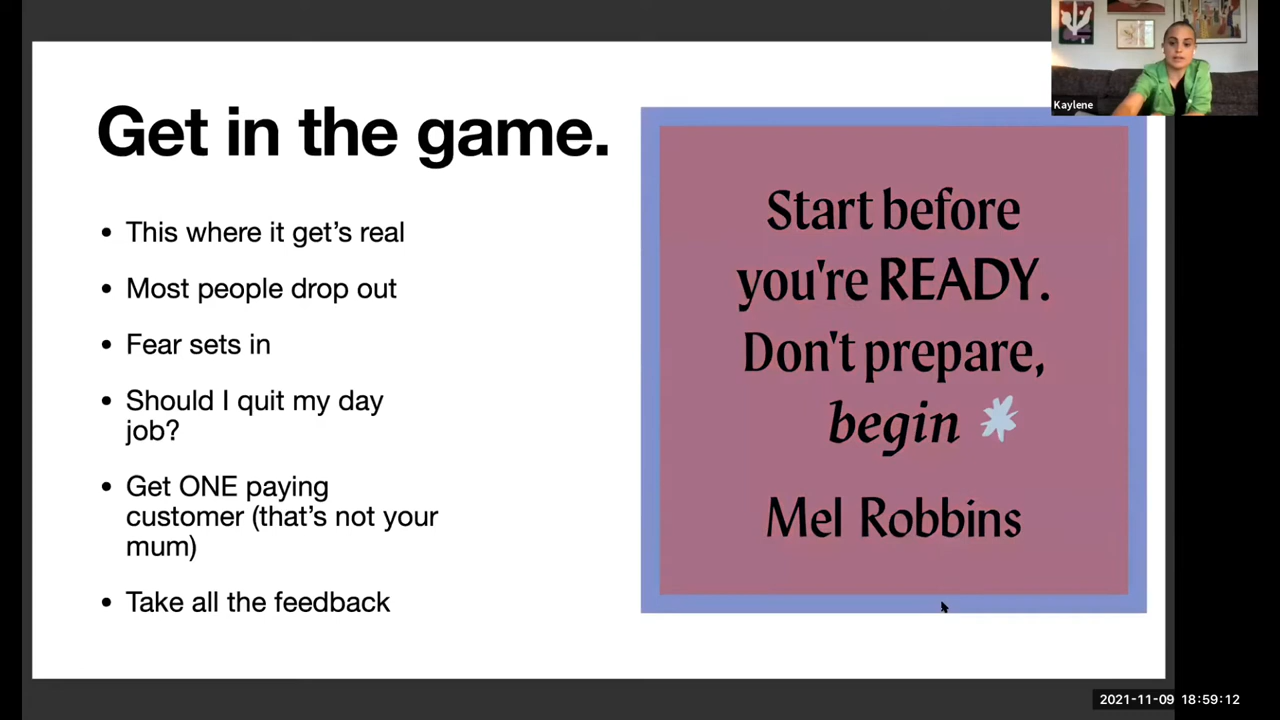 Get in the game.
• This where it get’s real
• Most people drop out
• Fear sets in
• Should I quit my day
job?
• Get ONE paying
customer (that’s not your
mum)
• Take all the feedback
Start before
you're READY.
Don't prepare,
begin
Mel Robbins
Kaylene
2021-11-09 18:59:12